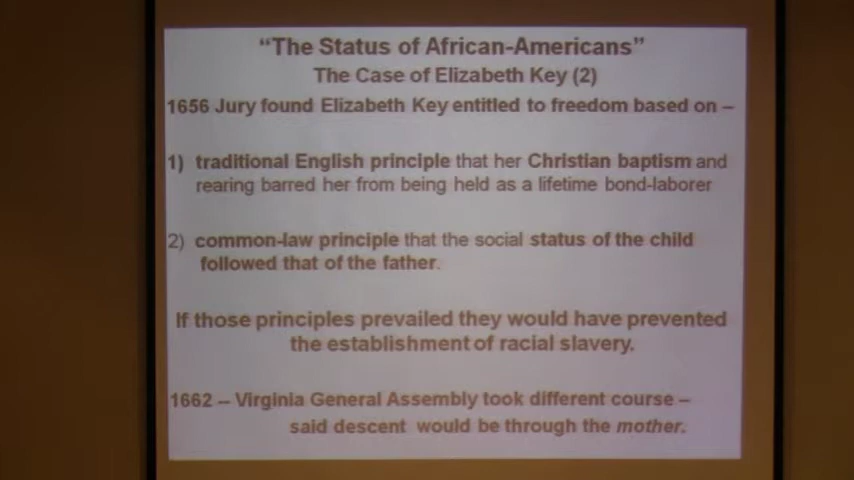 “The Status of African-Americans”
The Case of Elizabeth Key (2)
1656 Jury found Elizabeth Key entitled to freedom based on –
1) traditional English principle that her Christian baptism and
rearing barred her from being held as a lifetime bond-laborer
2) common-law principle that the social status of the child
followed that of the father.
If those principles prevailed they would have prevented
the establishment of racial slavery.
1662 – Virginia General Assembly took different course –
said descent would be through the mother.